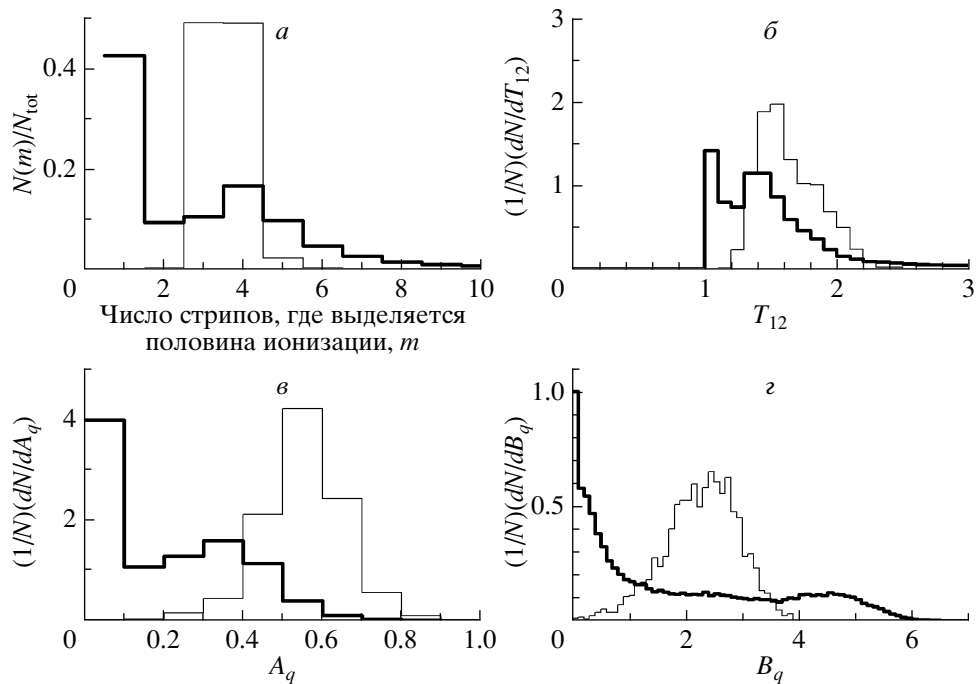 а
б
N(m)/N_tot
0.4
0.2
0
2
4
6
8
10
Число стрипов, где выделяется
половина ионизации, m
(1/N)(dN/dT_12)
3
2
1
0
1
2
3
T_12
в
г
(1/N)(dN/dA_q)
4
2
0
0.2
0.4
0.6
0.8
1.0
A_q
(1/N)(dN/dB_q)
1.0
0.5
0
2
4
6
B_q